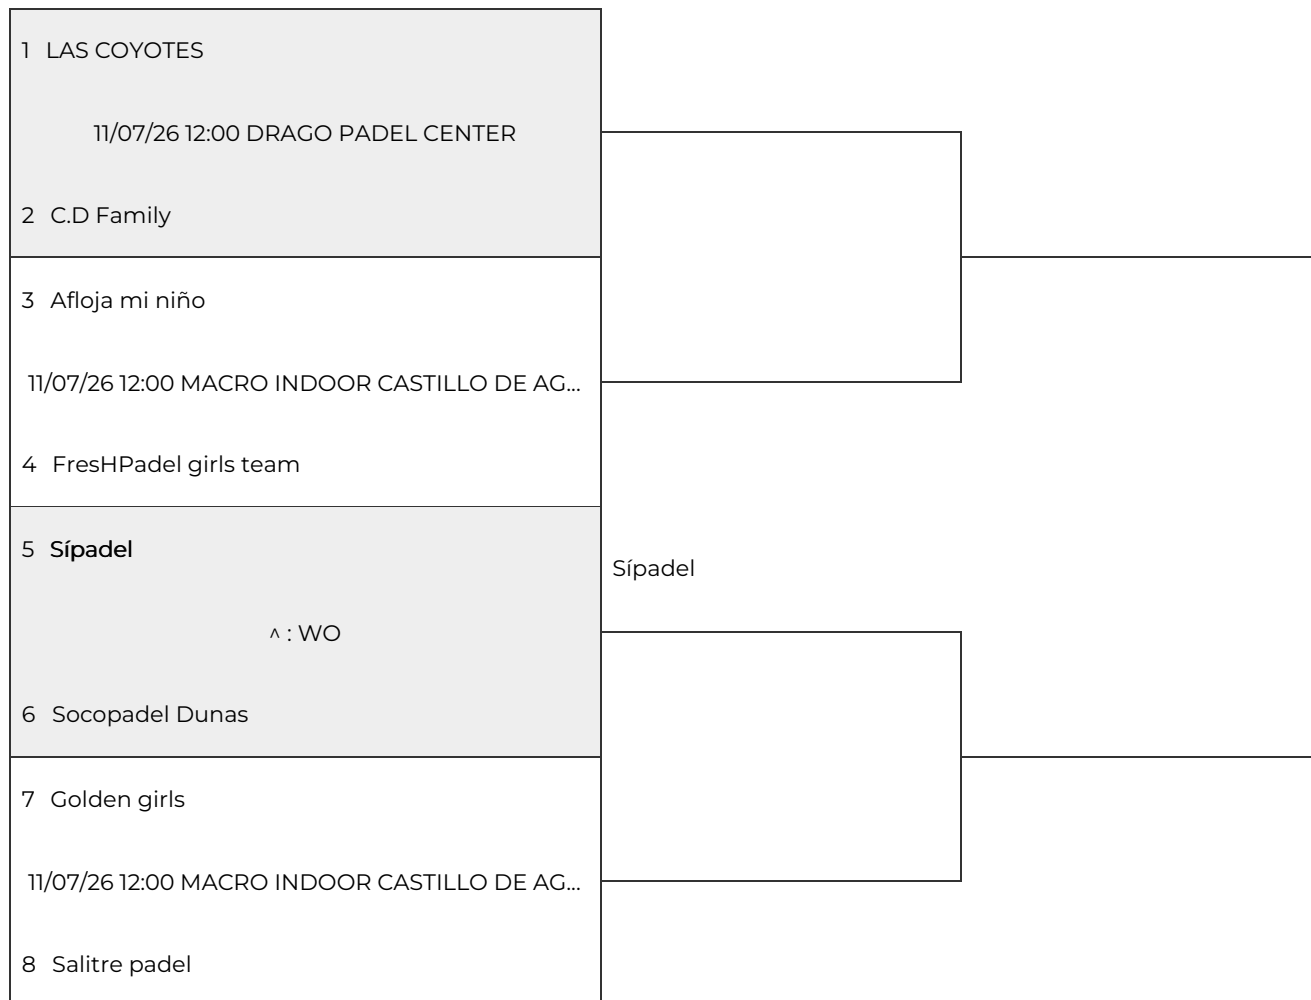 1 LAS COYOTES
11/07/26 12:00 DRAGO PADEL CENTER
2 C.D Family
3 Afloja mi niño
11/07/26 12:00 MACRO INDOOR CASTILLO DE AG...
4 FresHPadel girls team
5 Sípadel
Sípadel
^ : WO
6 Socopadel Dunas
7 Golden girls
11/07/26 12:00 MACRO INDOOR CASTILLO DE AG...
8 Salitre padel